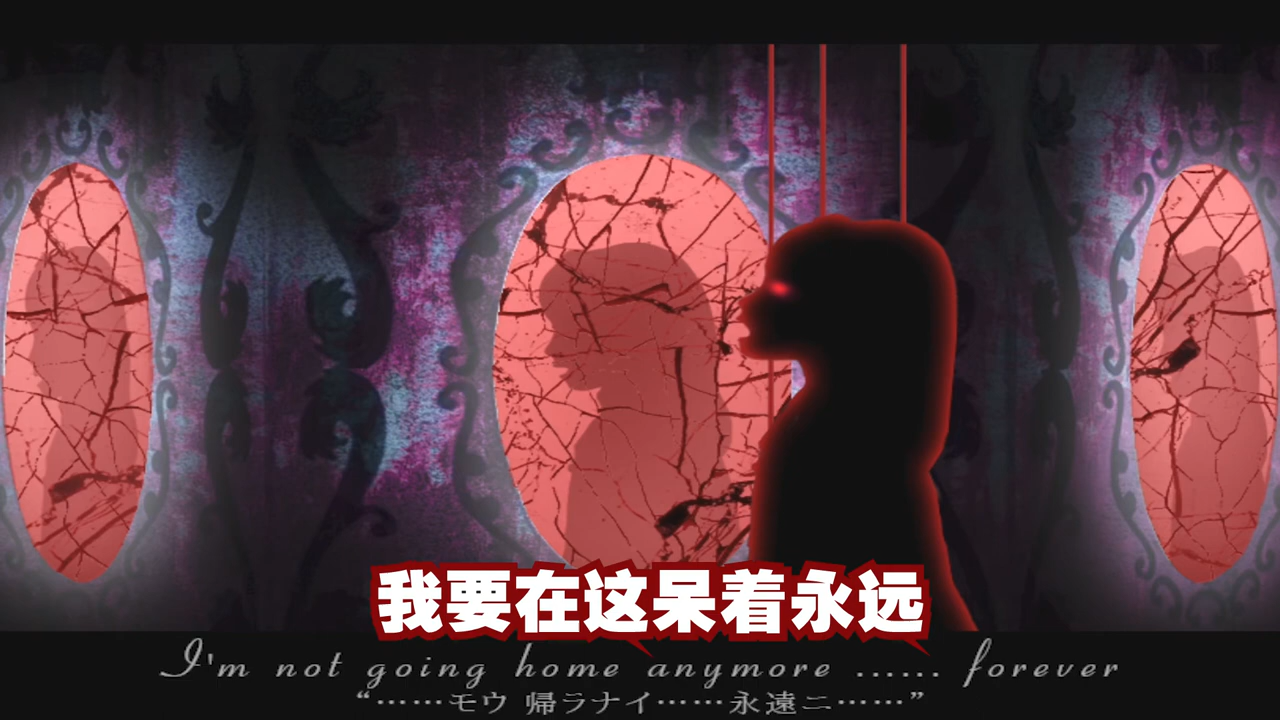 我要在这呆着永远
I'm not going home anymore ...... forever
“……モウ 帰ラナイ……永遠ニ……”